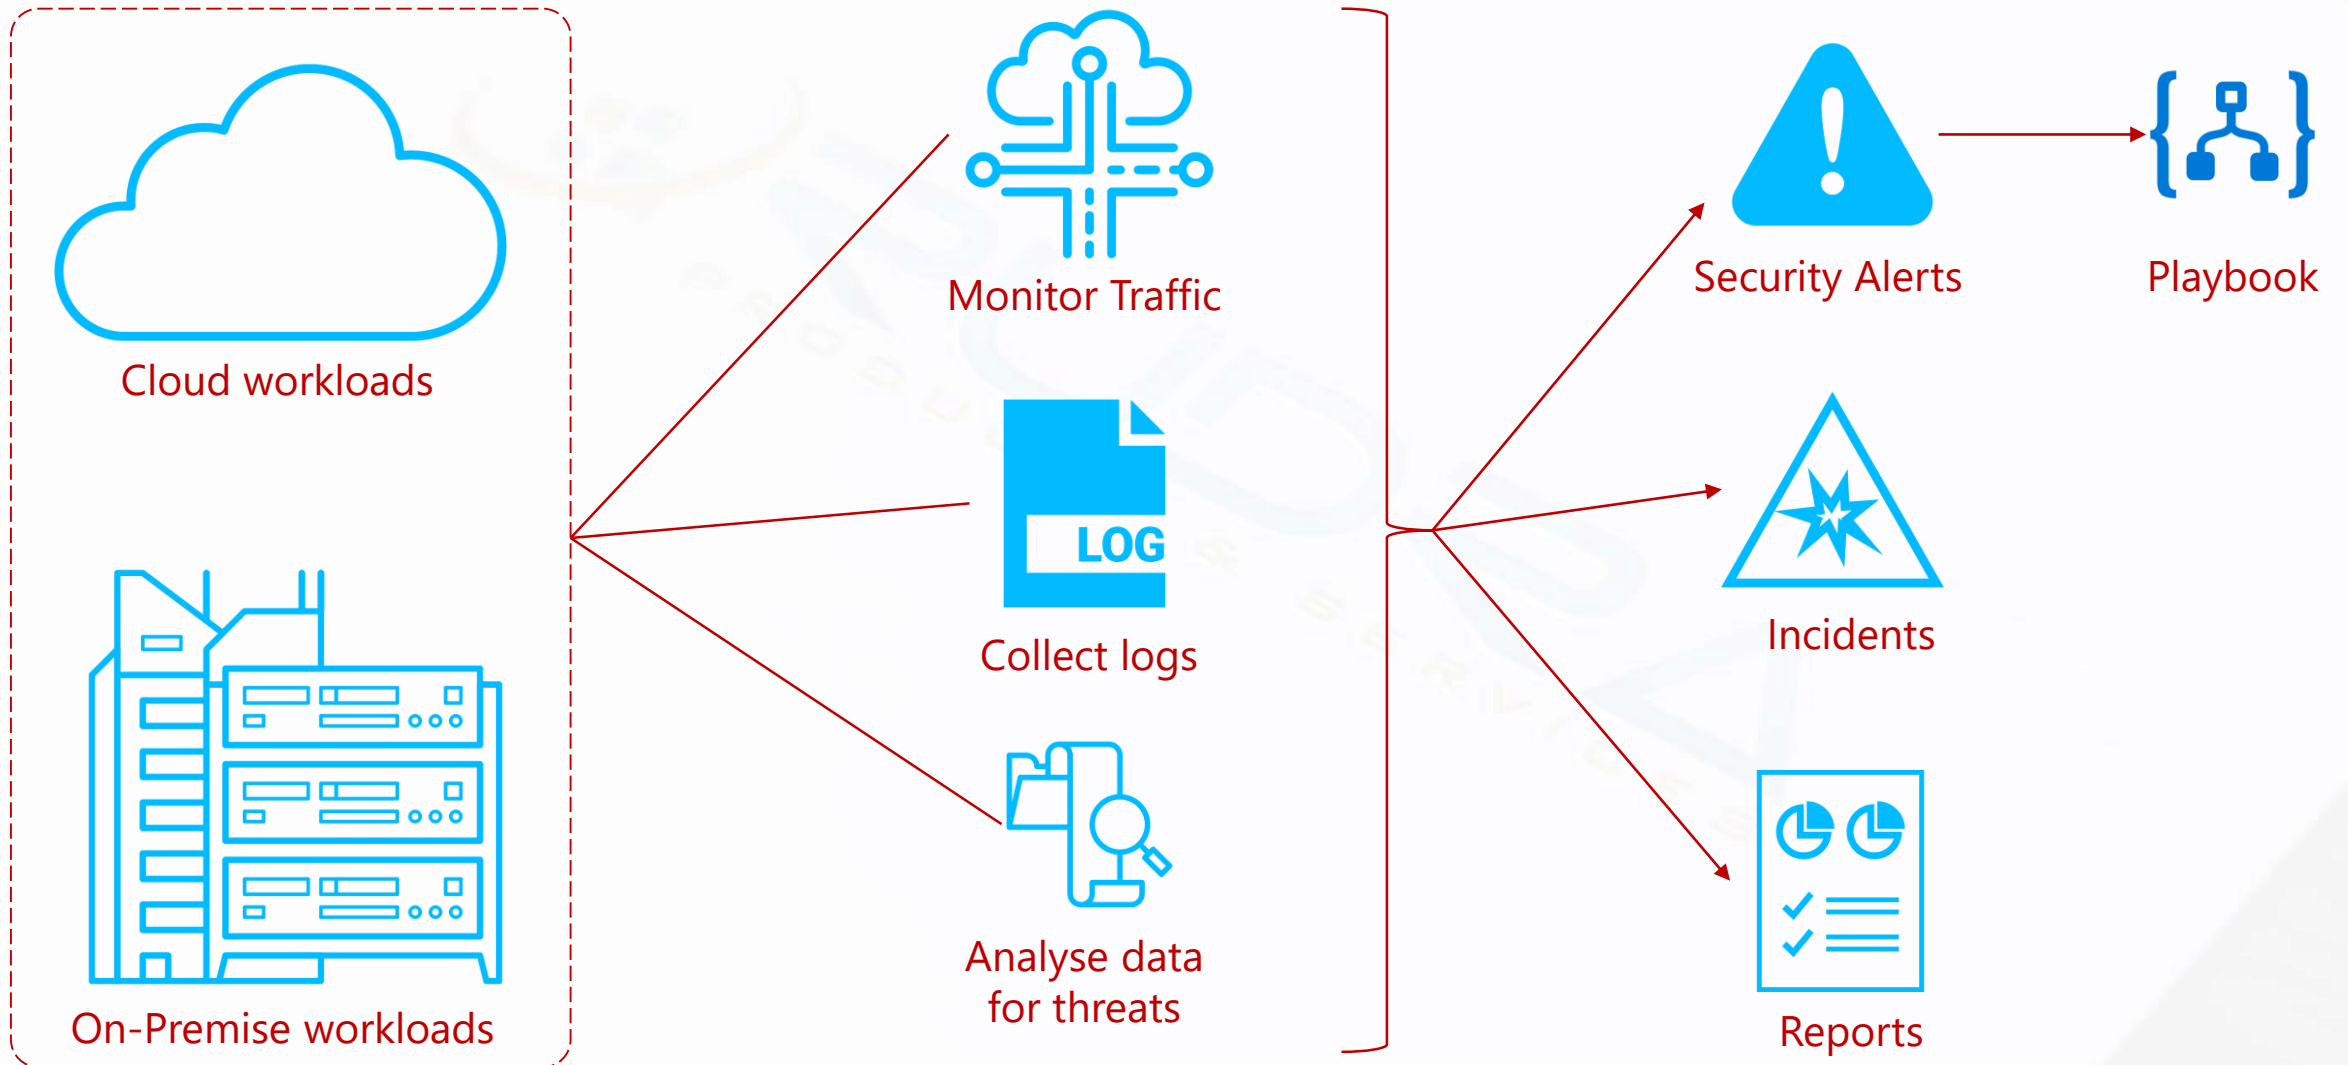 Cloud workloads
On-Premise workloads
Monitor Traffic
LOG
Collect logs
Analyse data
for threats
Security Alerts
Playbook
Incidents
Reports